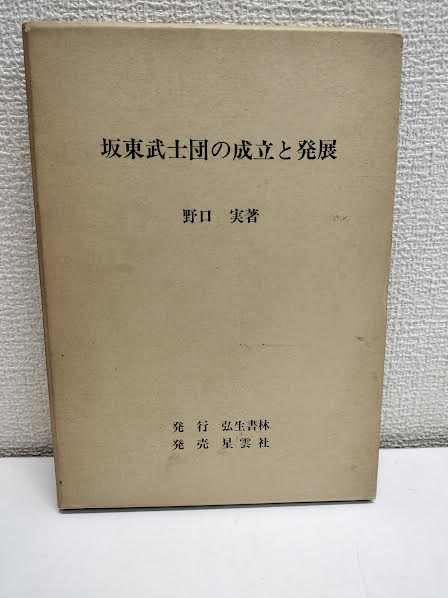 坂東武士団の成立と発展
野口 実著
発行 弘生書林
発売 星雲社